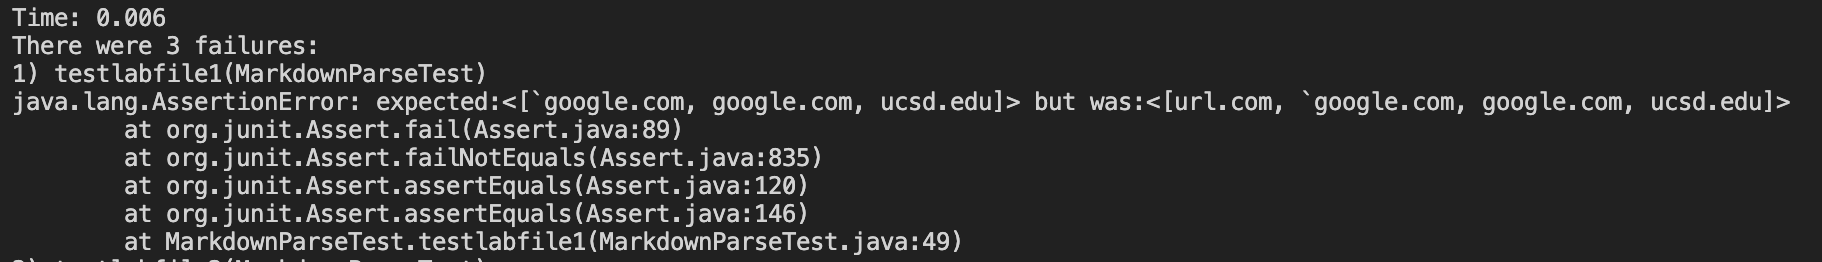 Time: 0.006
There were 3 failures:
1) testlabfile1(MarkdownParseTest)
java.lang.AssertionError: expected:<[`google.com, google.com, ucsd.edu]> but was:<[url.com, `google.com, google.com, ucsd.edu]>
        at org.junit.Assert.fail(Assert.java:89)
        at org.junit.Assert.failNotEquals(Assert.java:835)
        at org.junit.Assert.assertEquals(Assert.java:120)
        at org.junit.Assert.assertEquals(Assert.java:146)
        at MarkdownParseTest.testlabfile1(MarkdownParseTest.java:49)